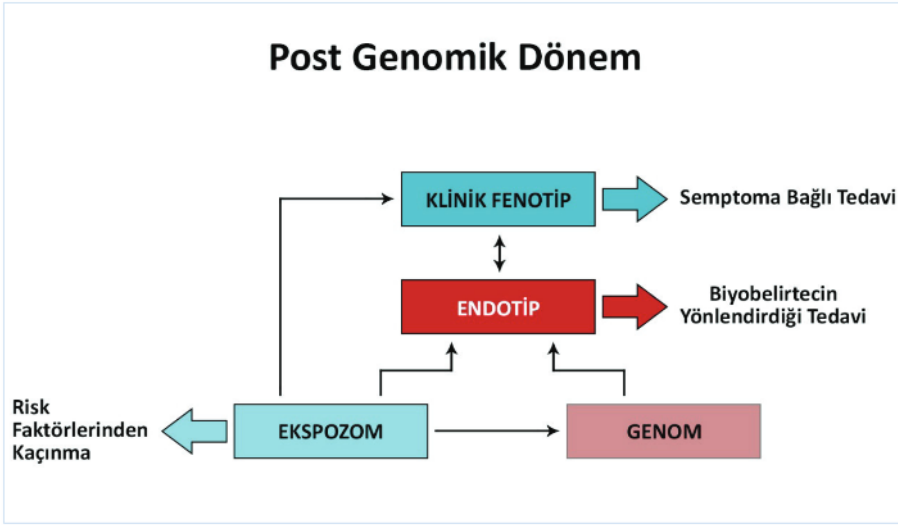 Post Genomik Dönem
KLİNİK FENOTİP
Semptoma Bağlı Tedavi
ENDOTİP
Biyobelirtecin
Yönlendirdiği Tedavi
Risk
Faktörlerinden
Kaçınma
EKSPOZOM
GENOM